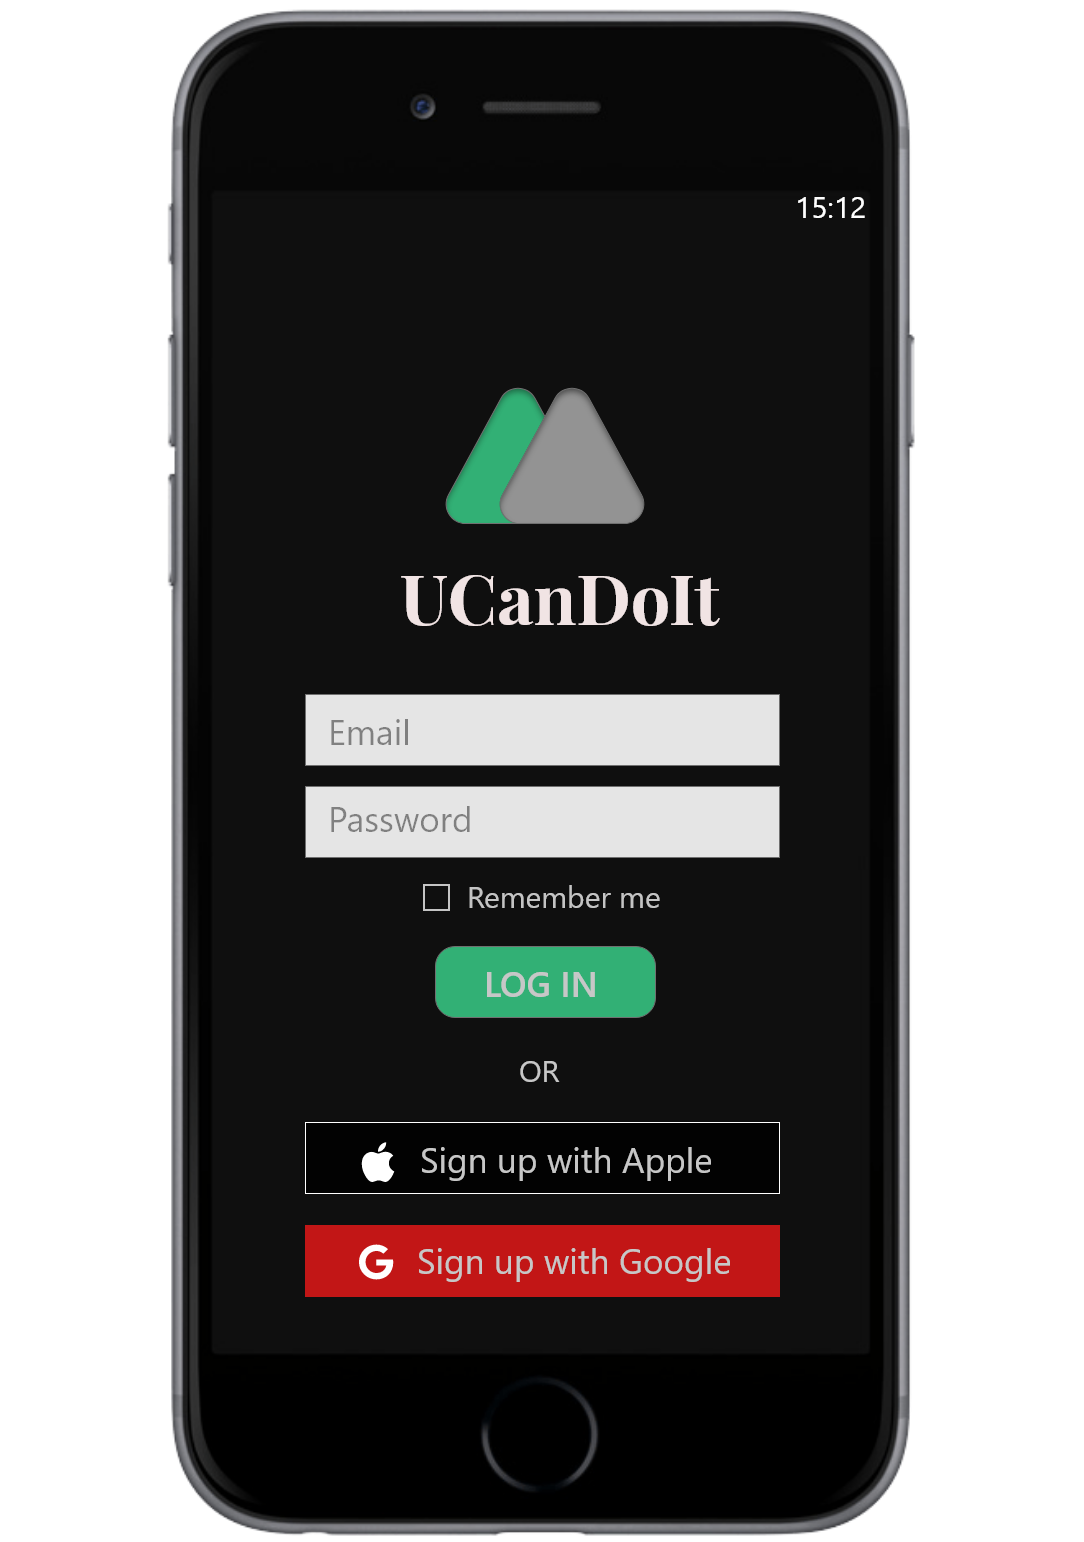 15:12
UCanDoIt
Email
Password
Remember me
LOG IN
OR
Sign up with Apple
Sign up with Google